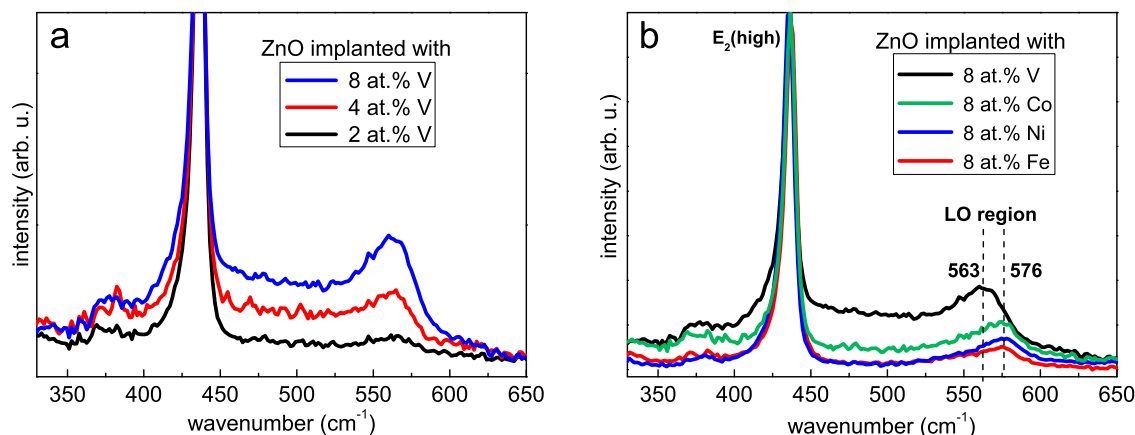 a
ZnO implanted with
8 at.% V
4 at.% V
2 at.% V
intensity (arb. u.)
350 400 450 500 550 600 650
wavenumber (cm⁻¹)
b
E₂(high)
ZnO implanted with
8 at.% V
8 at.% Co
8 at.% Ni
8 at.% Fe
LO region
563 576
intensity (arb. u.)
350 400 450 500 550 600 650
wavenumber (cm⁻¹)